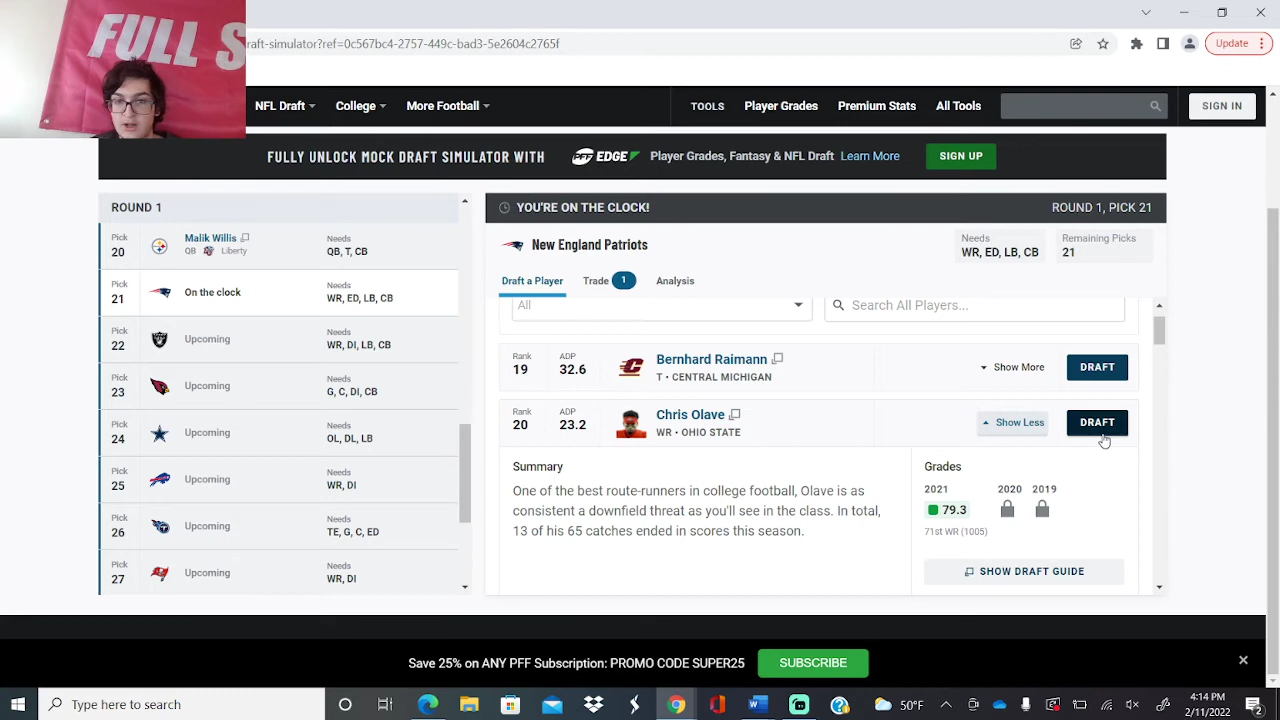 FULL S
raft-simulator?ref=0c567bc4-2757-449c-bad3-5e2604c2765f
Update
NFL Draft College More Football TOOLS Player Grades Premium Stats All Tools SIGN IN
FULLY UNLOCK MOCK DRAFT SIMULATOR WITH PFF EDGE Player Grades, Fantasy & NFL Draft Learn More SIGN UP
ROUND 1
Pick 20
Malik Willis
QB Liberty
Needs
QB, T, CB
Pick 21
On the clock
Needs
WR, ED, LB, CB
Pick 22
Upcoming
Needs
WR, DI, LB, CB
Pick 23
Upcoming
Needs
G, C, DI, CB
Pick 24
Upcoming
Needs
OL, DL, LB
Pick 25
Upcoming
Needs
WR, DI
Pick 26
Upcoming
Needs
TE, G, C, ED
Pick 27
Upcoming
Needs
WR, DI
YOU'RE ON THE CLOCK! ROUND 1, PICK 21
New England Patriots
Needs
WR, ED, LB, CB
Remaining Picks
21
Draft a Player Trade 1 Analysis
All Search All Players...
Rank 19
ADP 32.6
Bernhard Raimann
T • CENTRAL MICHIGAN
Show More DRAFT
Rank 20
ADP 23.2
Chris Olave
WR • OHIO STATE
Show Less DRAFT
Summary
One of the best route-runners in college football, Olave is as
consistent a downfield threat as you'll see in the class. In total,
13 of his 65 catches ended in scores this season.
Grades
2021 2020 2019
79.3
71st WR (1005)
SHOW DRAFT GUIDE
Save 25% on ANY PFF Subscription: PROMO CODE SUPER25 SUBSCRIBE
Type here to search
50°F
4:14 PM
2/11/2022
2